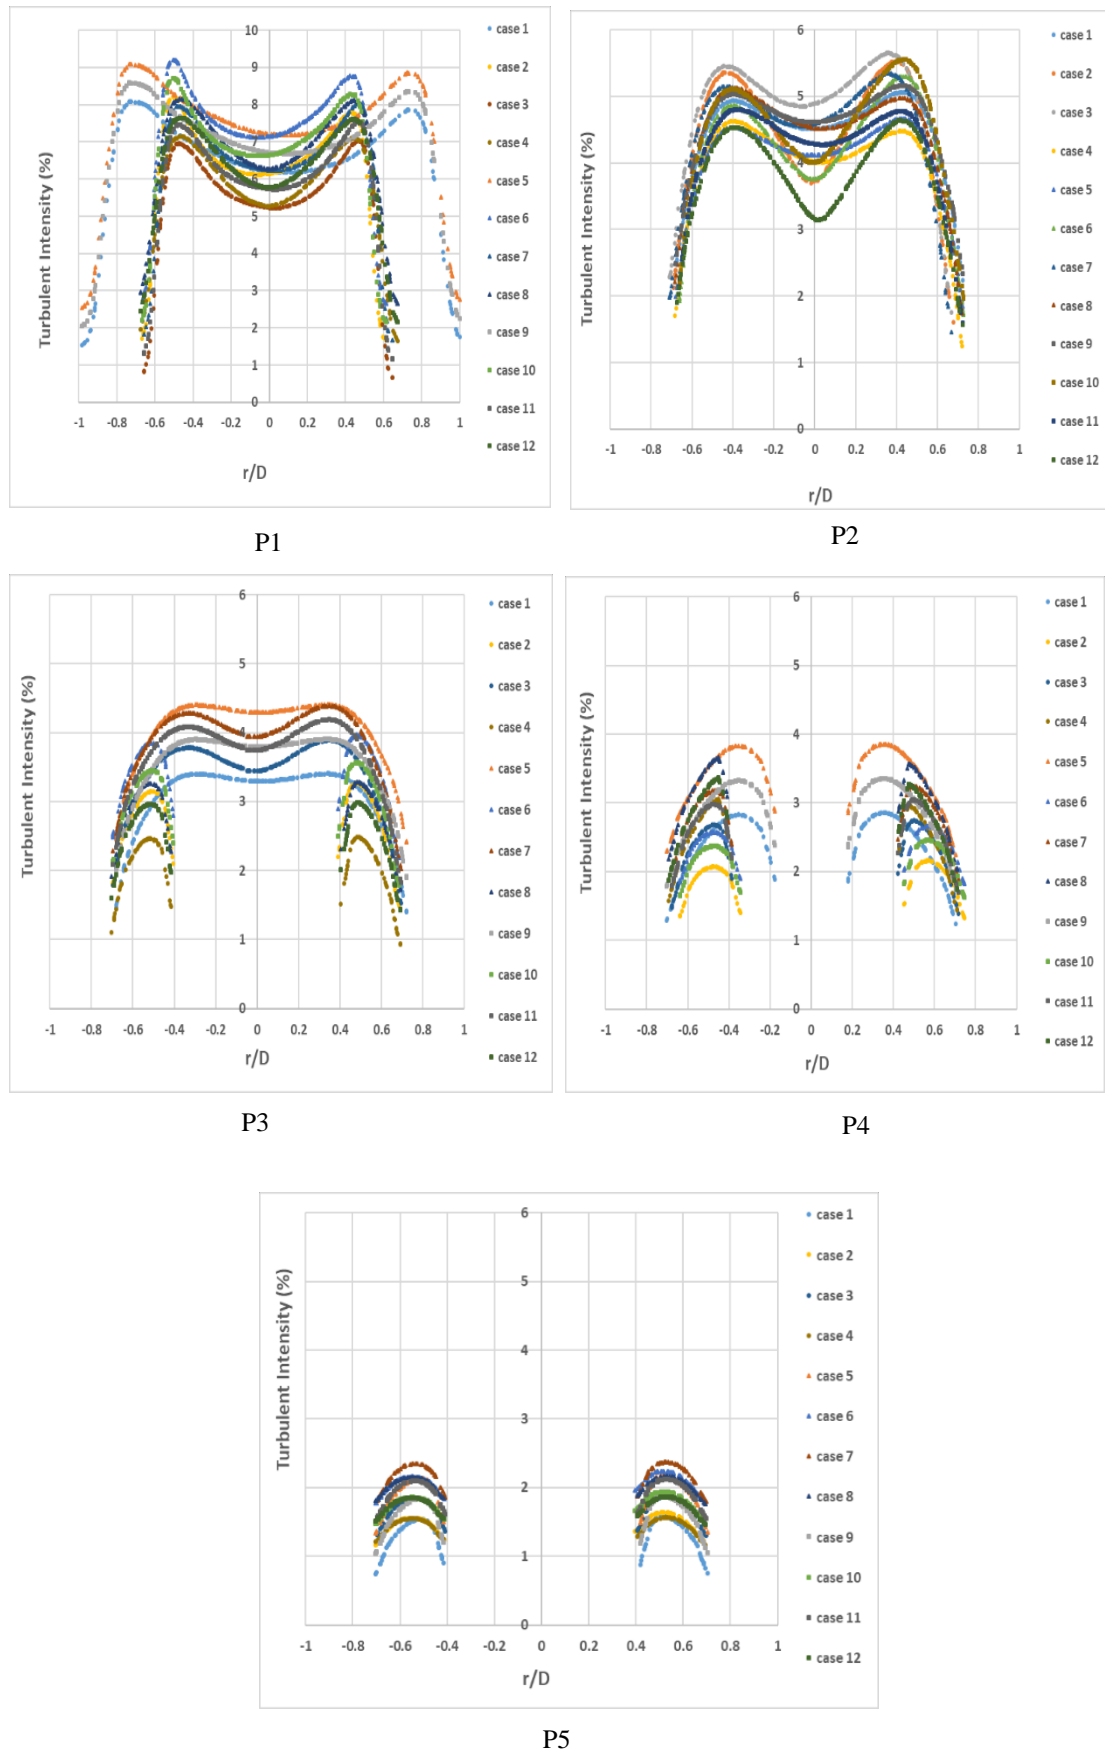 Turbulent Intensity (%)
10
9
8
7
6
5
4
3
2
1
0
-1 -0.8 -0.6 -0.4 -0.2 0 0.2 0.4 0.6 0.8 1
r/D
case 1
case 2
case 3
case 4
case 5
case 6
case 7
case 8
case 9
case 10
case 11
case 12
P1
Turbulent Intensity (%)
6
5
4
3
2
1
0
-1 -0.8 -0.6 -0.4 -0.2 0 0.2 0.4 0.6 0.8 1
r/D
case 1
case 2
case 3
case 4
case 5
case 6
case 7
case 8
case 9
case 10
case 11
case 12
P2
Turbulent Intensity (%)
6
5
4
3
2
1
0
-1 -0.8 -0.6 -0.4 -0.2 0 0.2 0.4 0.6 0.8 1
r/D
case 1
case 2
case 3
case 4
case 5
case 6
case 7
case 8
case 9
case 10
case 11
case 12
P3
Turbulent Intensity (%)
6
5
4
3
2
1
0
-1 -0.8 -0.6 -0.4 -0.2 0 0.2 0.4 0.6 0.8 1
r/D
case 1
case 2
case 3
case 4
case 5
case 6
case 7
case 8
case 9
case 10
case 11
case 12
P4
Turbulent Intensity (%)
6
5
4
3
2
1
0
-1 -0.8 -0.6 -0.4 -0.2 0 0.2 0.4 0.6 0.8 1
r/D
case 1
case 2
case 3
case 4
case 5
case 6
case 7
case 8
case 9
case 10
case 11
case 12
P5